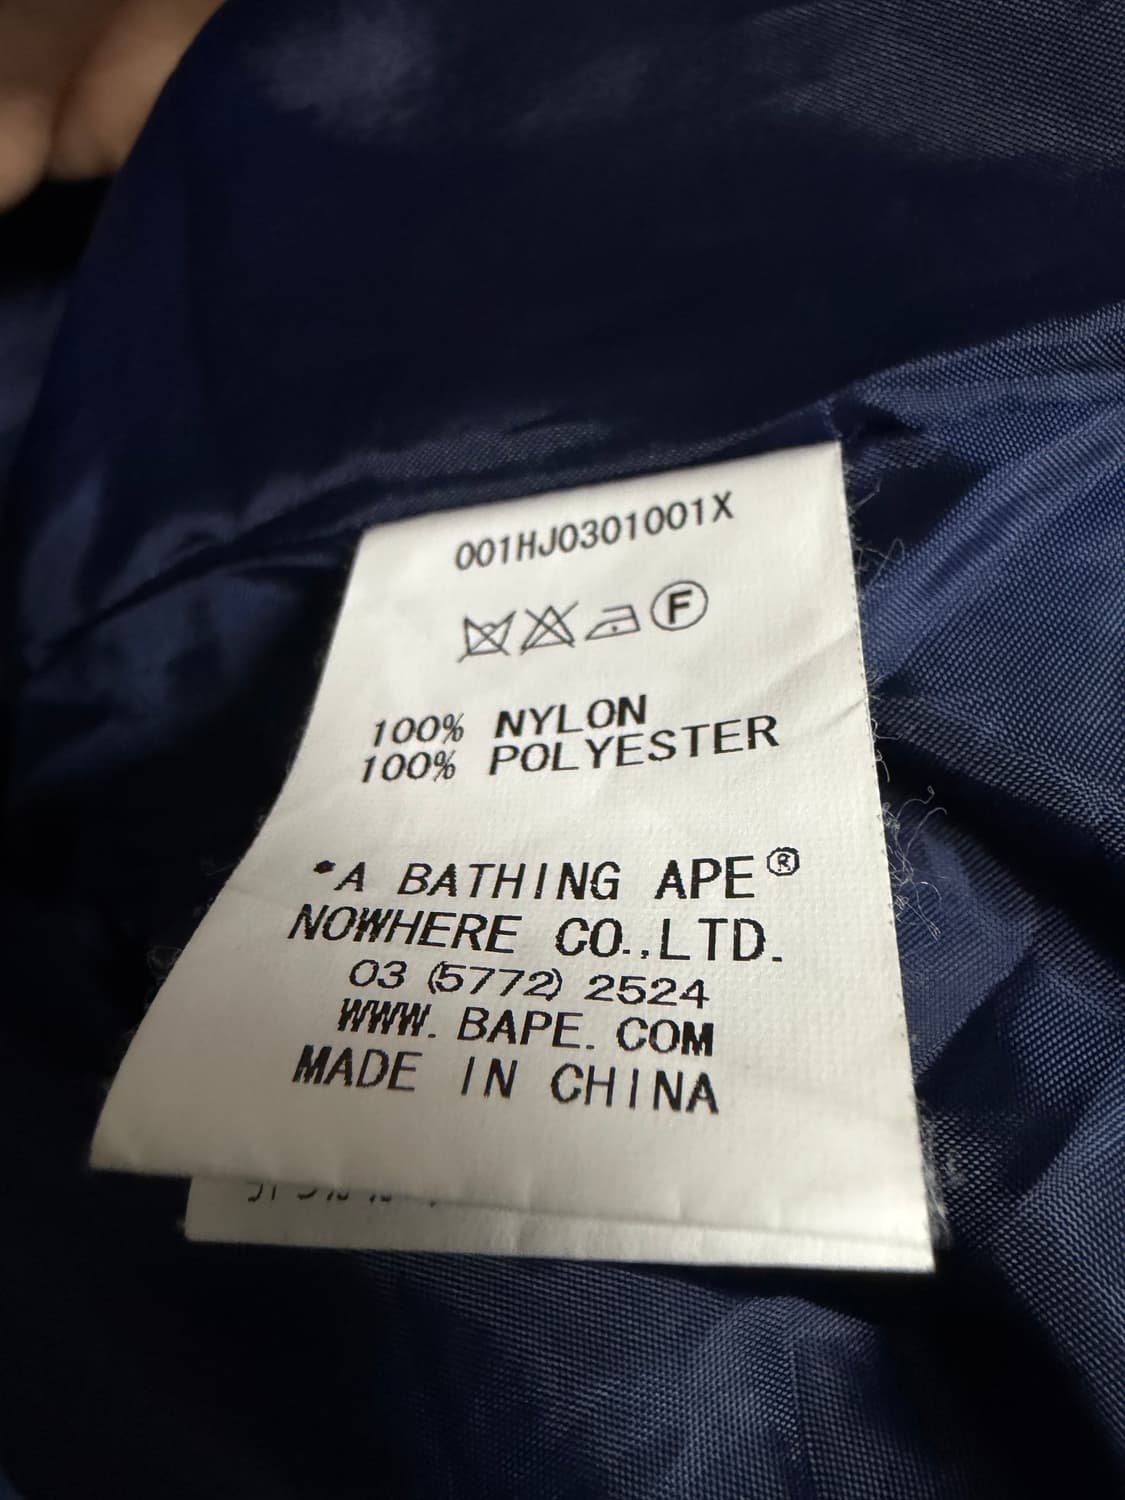 001HJ0301001X
F
100% NYLON
100% POLYESTER
*A BATHING APE®
NOWHERE CO.,LTD.
03 (5772) 2524
WWW. BAPE. COM
MADE IN CHINA